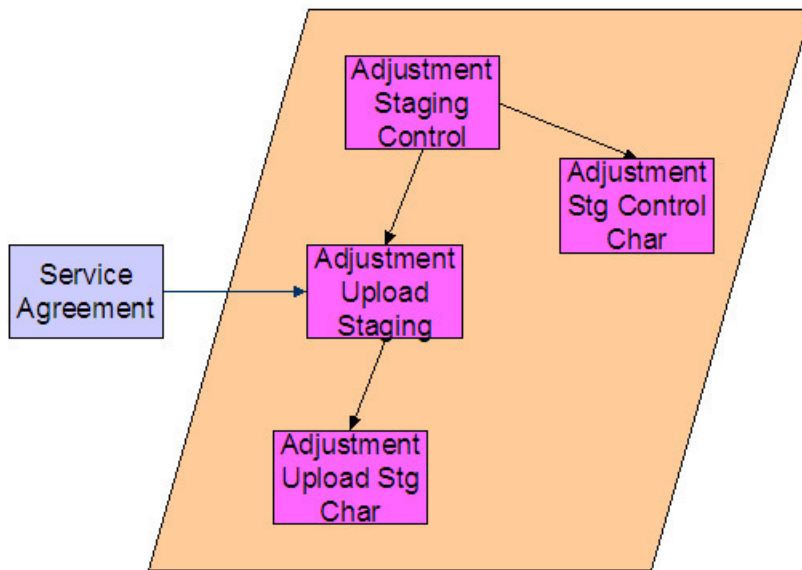 Adjustment
Staging
Control
Adjustment
Stg Control
Char
Service
Agreement
Adjustment
Upload
Staging
Adjustment
Upload Stg
Char